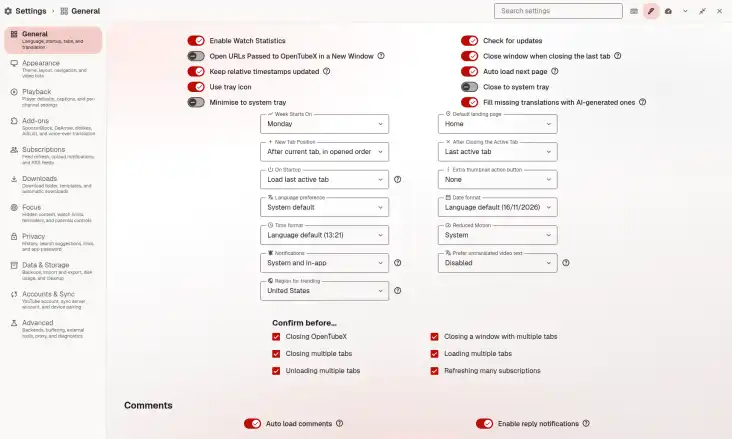 Settings › General
Search settings
General
Language, startup, tabs, and
translation
Appearance
Theme, layout, navigation, and
video lists
Playback
Player defaults, captions, and per-
channel settings
Add-ons
SponsorBlock, DeArrow, dislikes,
and voice-over translation
Subscriptions
Feed refresh, upload notifications,
and RSS feeds
Downloads
Download folder, templates, and
automatic downloads
Focus
Hidden content, watch limits,
reminders, and parental controls
Privacy
History, search suggestions, links,
and app password
Data & Storage
Backups, import and export, disk
usage, and cleanup
Accounts & Sync
YouTube account, sync server
account, and device pairing
Advanced
Backends, buffering, external
tools, proxy, and diagnostics
Enable Watch Statistics
Check for updates
Open URLs Passed to OpenTubeX in a New Window
Close window when closing the last tab
Keep relative timestamps updated
Auto load next page
Use tray icon
Close to system tray
Minimise to system tray
Fill missing translations with AI-generated ones
Week Starts On
Monday
Default landing page
Home
New Tab Position
After current tab, in opened order
After Closing the Active Tab
Last active tab
On Startup
Load last active tab
Extra thumbnail action button
None
Language preference
System default
Date format
Language default (16/11/2026)
Time format
Language default (13:21)
Reduced Motion
System
Notifications
System and in-app
Prefer untranslated video text
Disabled
Region for trending
United States
Confirm before...
Closing OpenTubeX
Closing a window with multiple tabs
Closing multiple tabs
Loading multiple tabs
Unloading multiple tabs
Refreshing many subscriptions
Comments
Auto load comments
Enable reply notifications